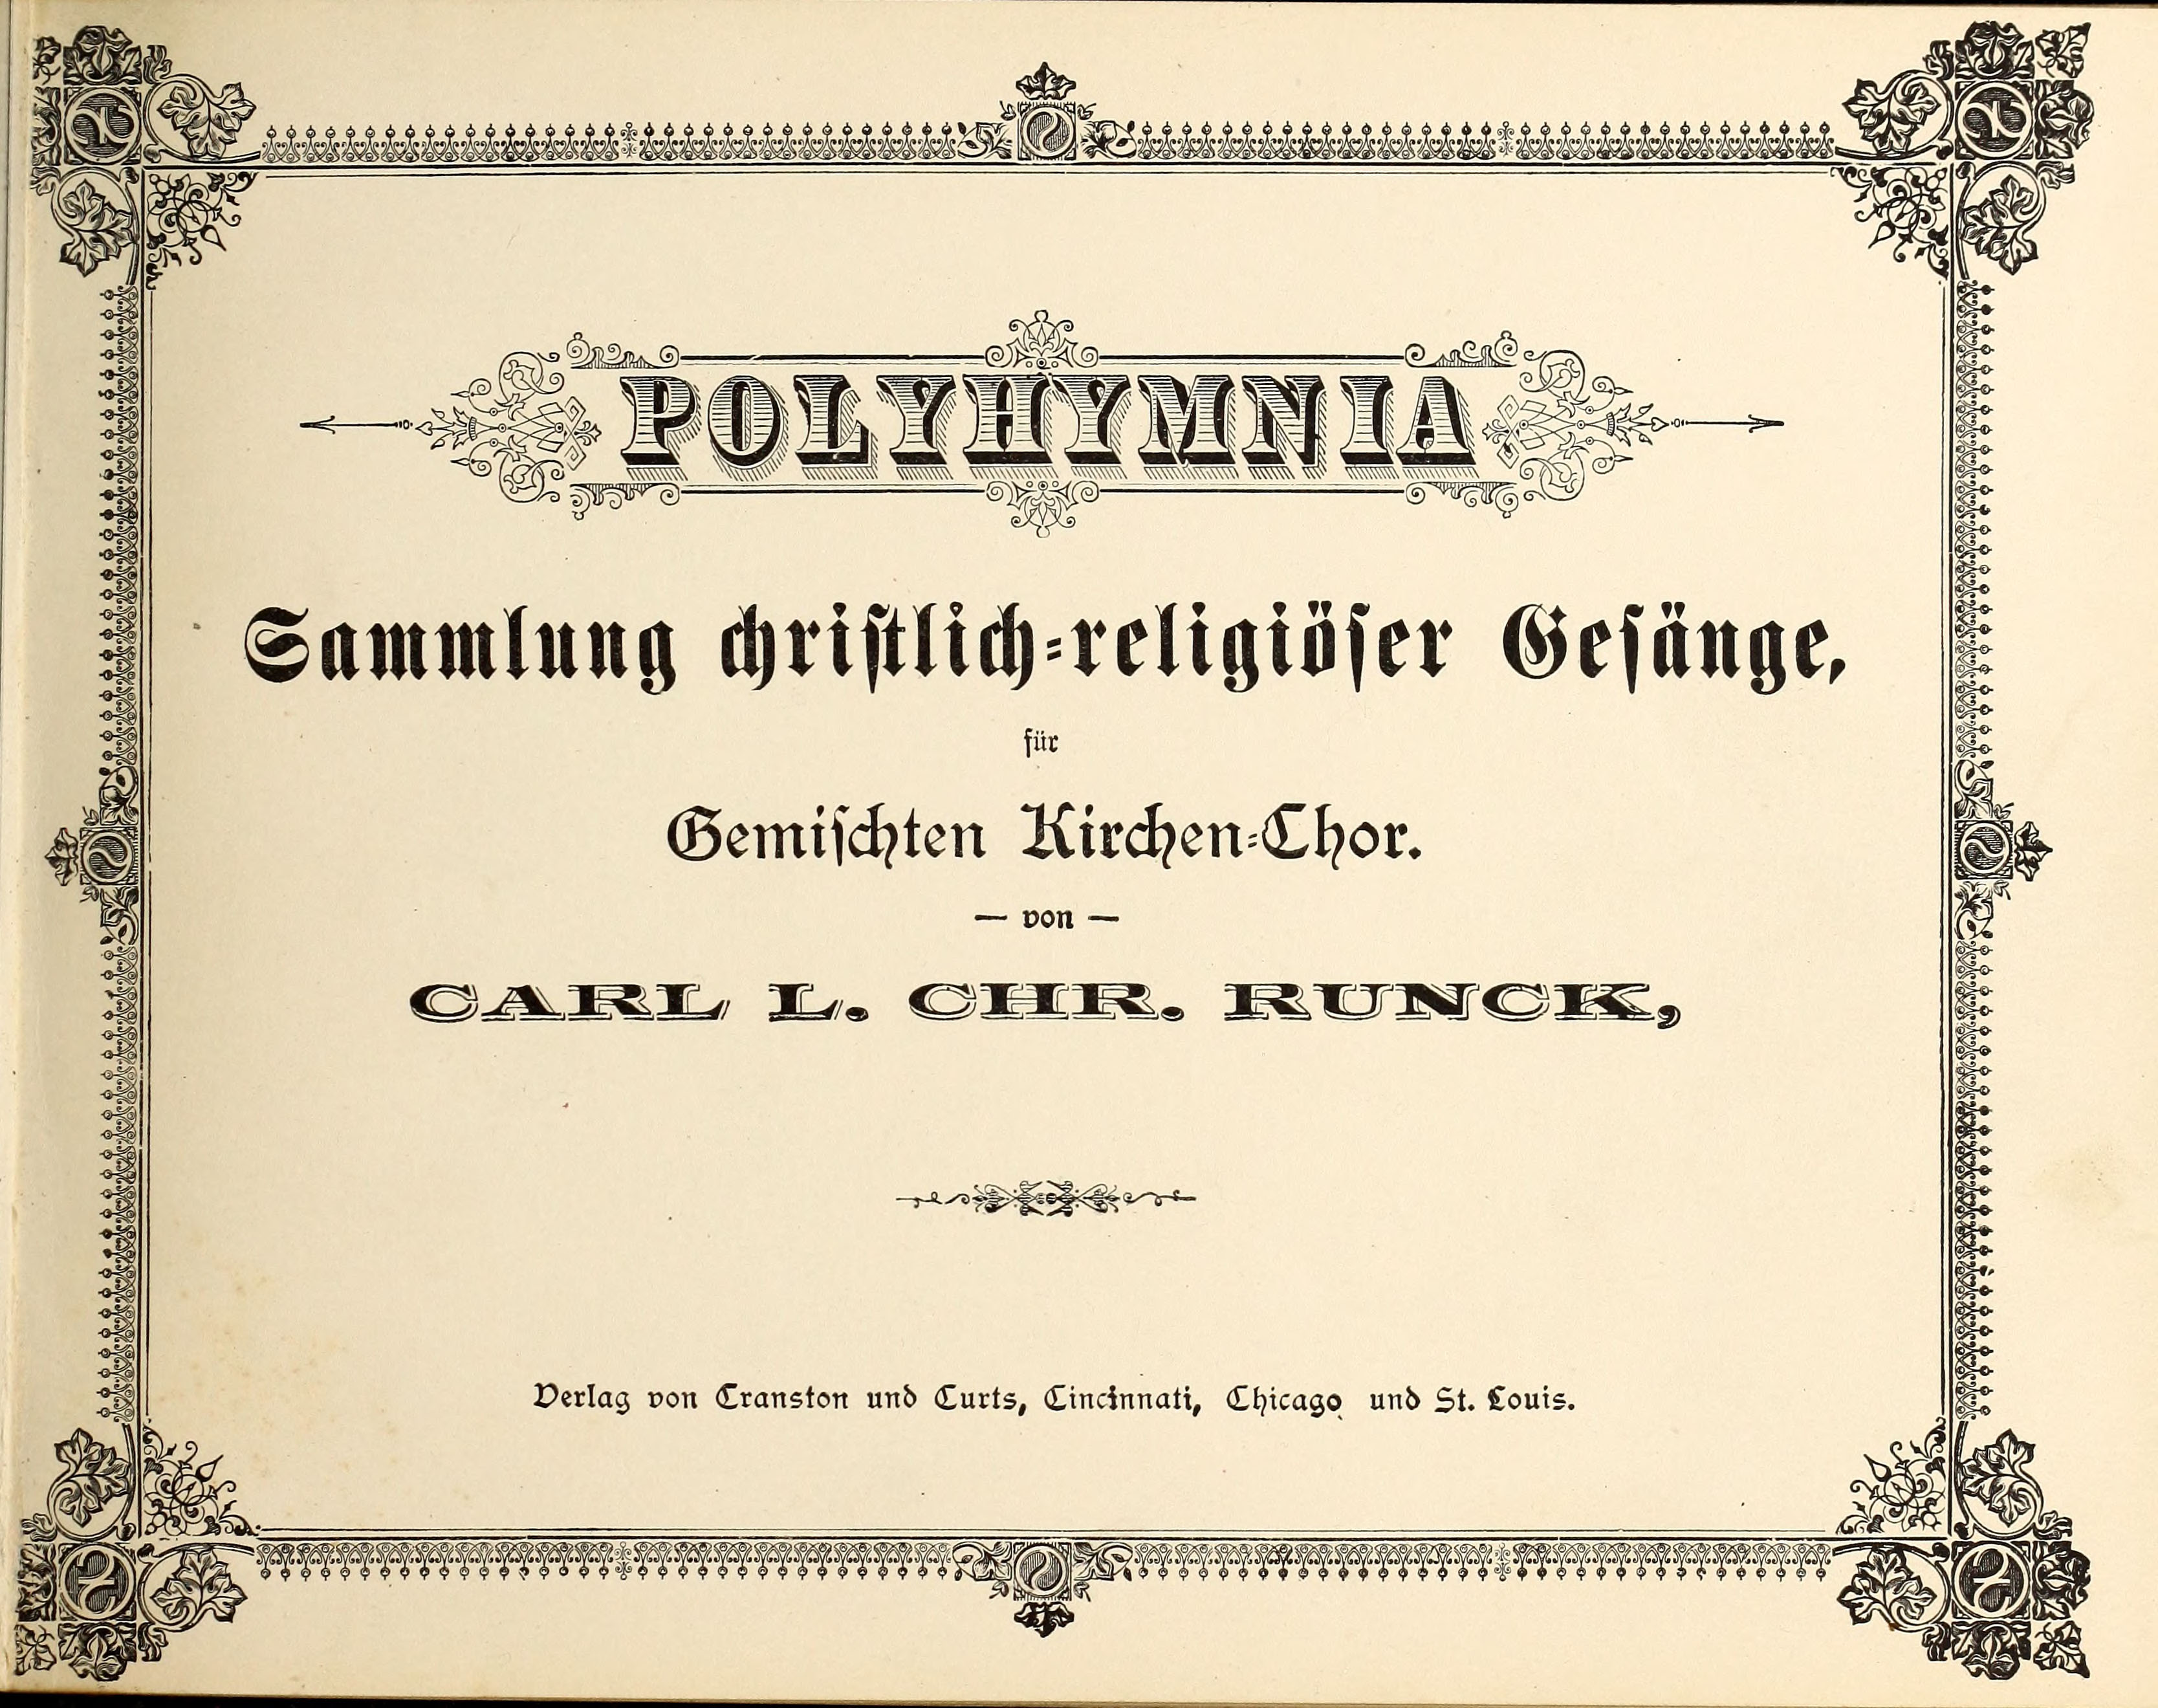 POLYHYMNIA
Sammlung christlich-religiöser Gesänge,
für
Gemischten Kirchen-Chor.
— von —
CARL L. CHR. RUNCK,
Verlag von Cranston und Curts, Cincinnati, Chicago und St. Louis.